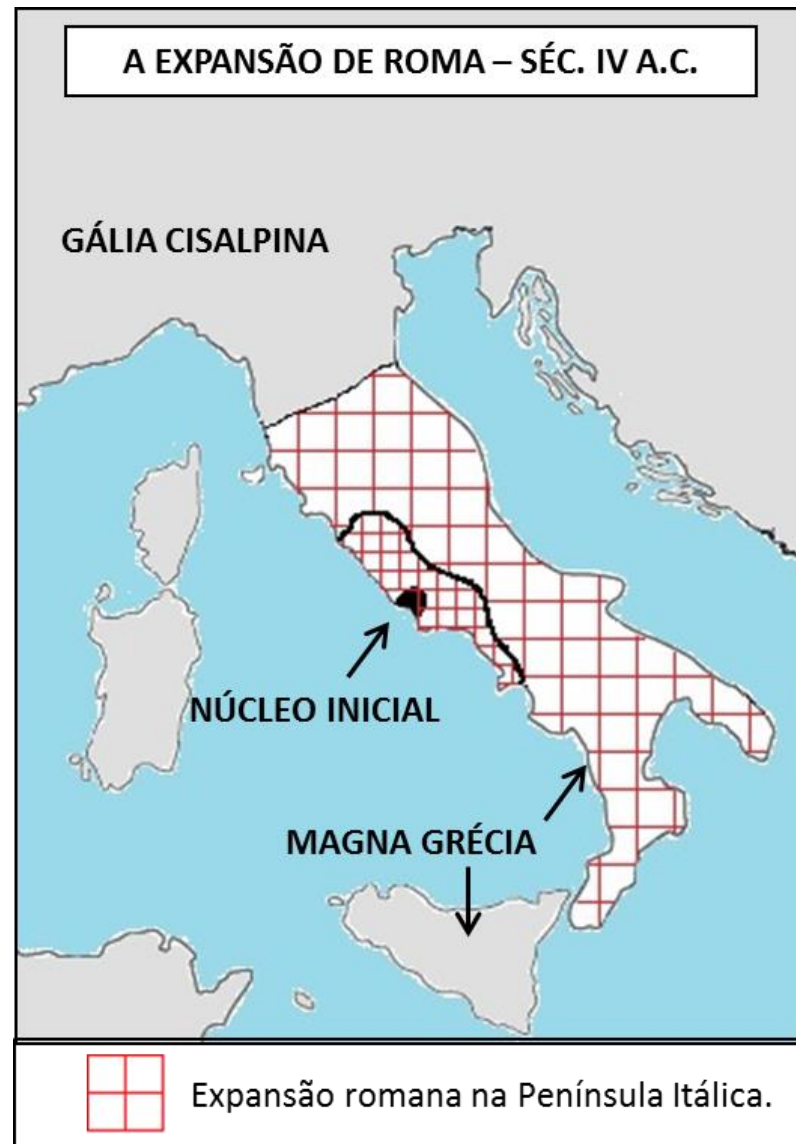 A EXPANSÃO DE ROMA – SÉC. IV A.C.
GÁLIA CISALPINA
NÚCLEO INICIAL
MAGNA GRÉCIA
Expansão romana na Península Itálica.